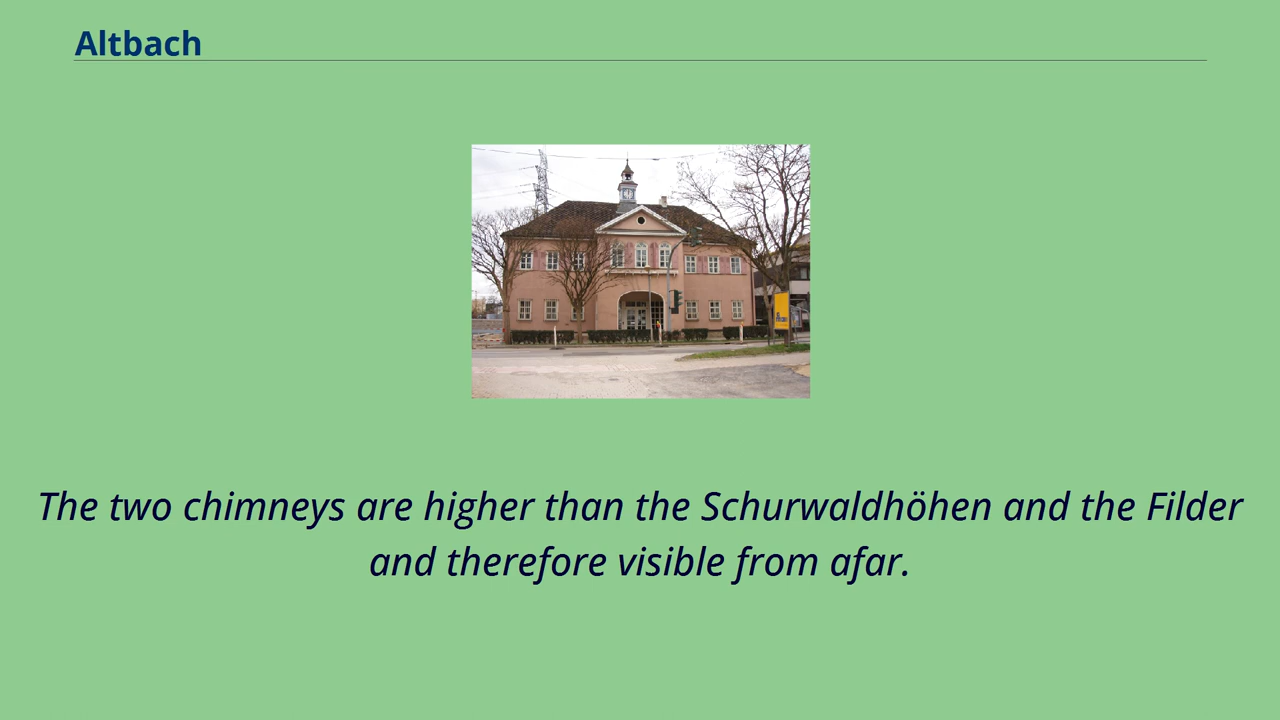 Altbach
The two chimneys are higher than the Schurwaldhöhen and the Filder
and therefore visible from afar.